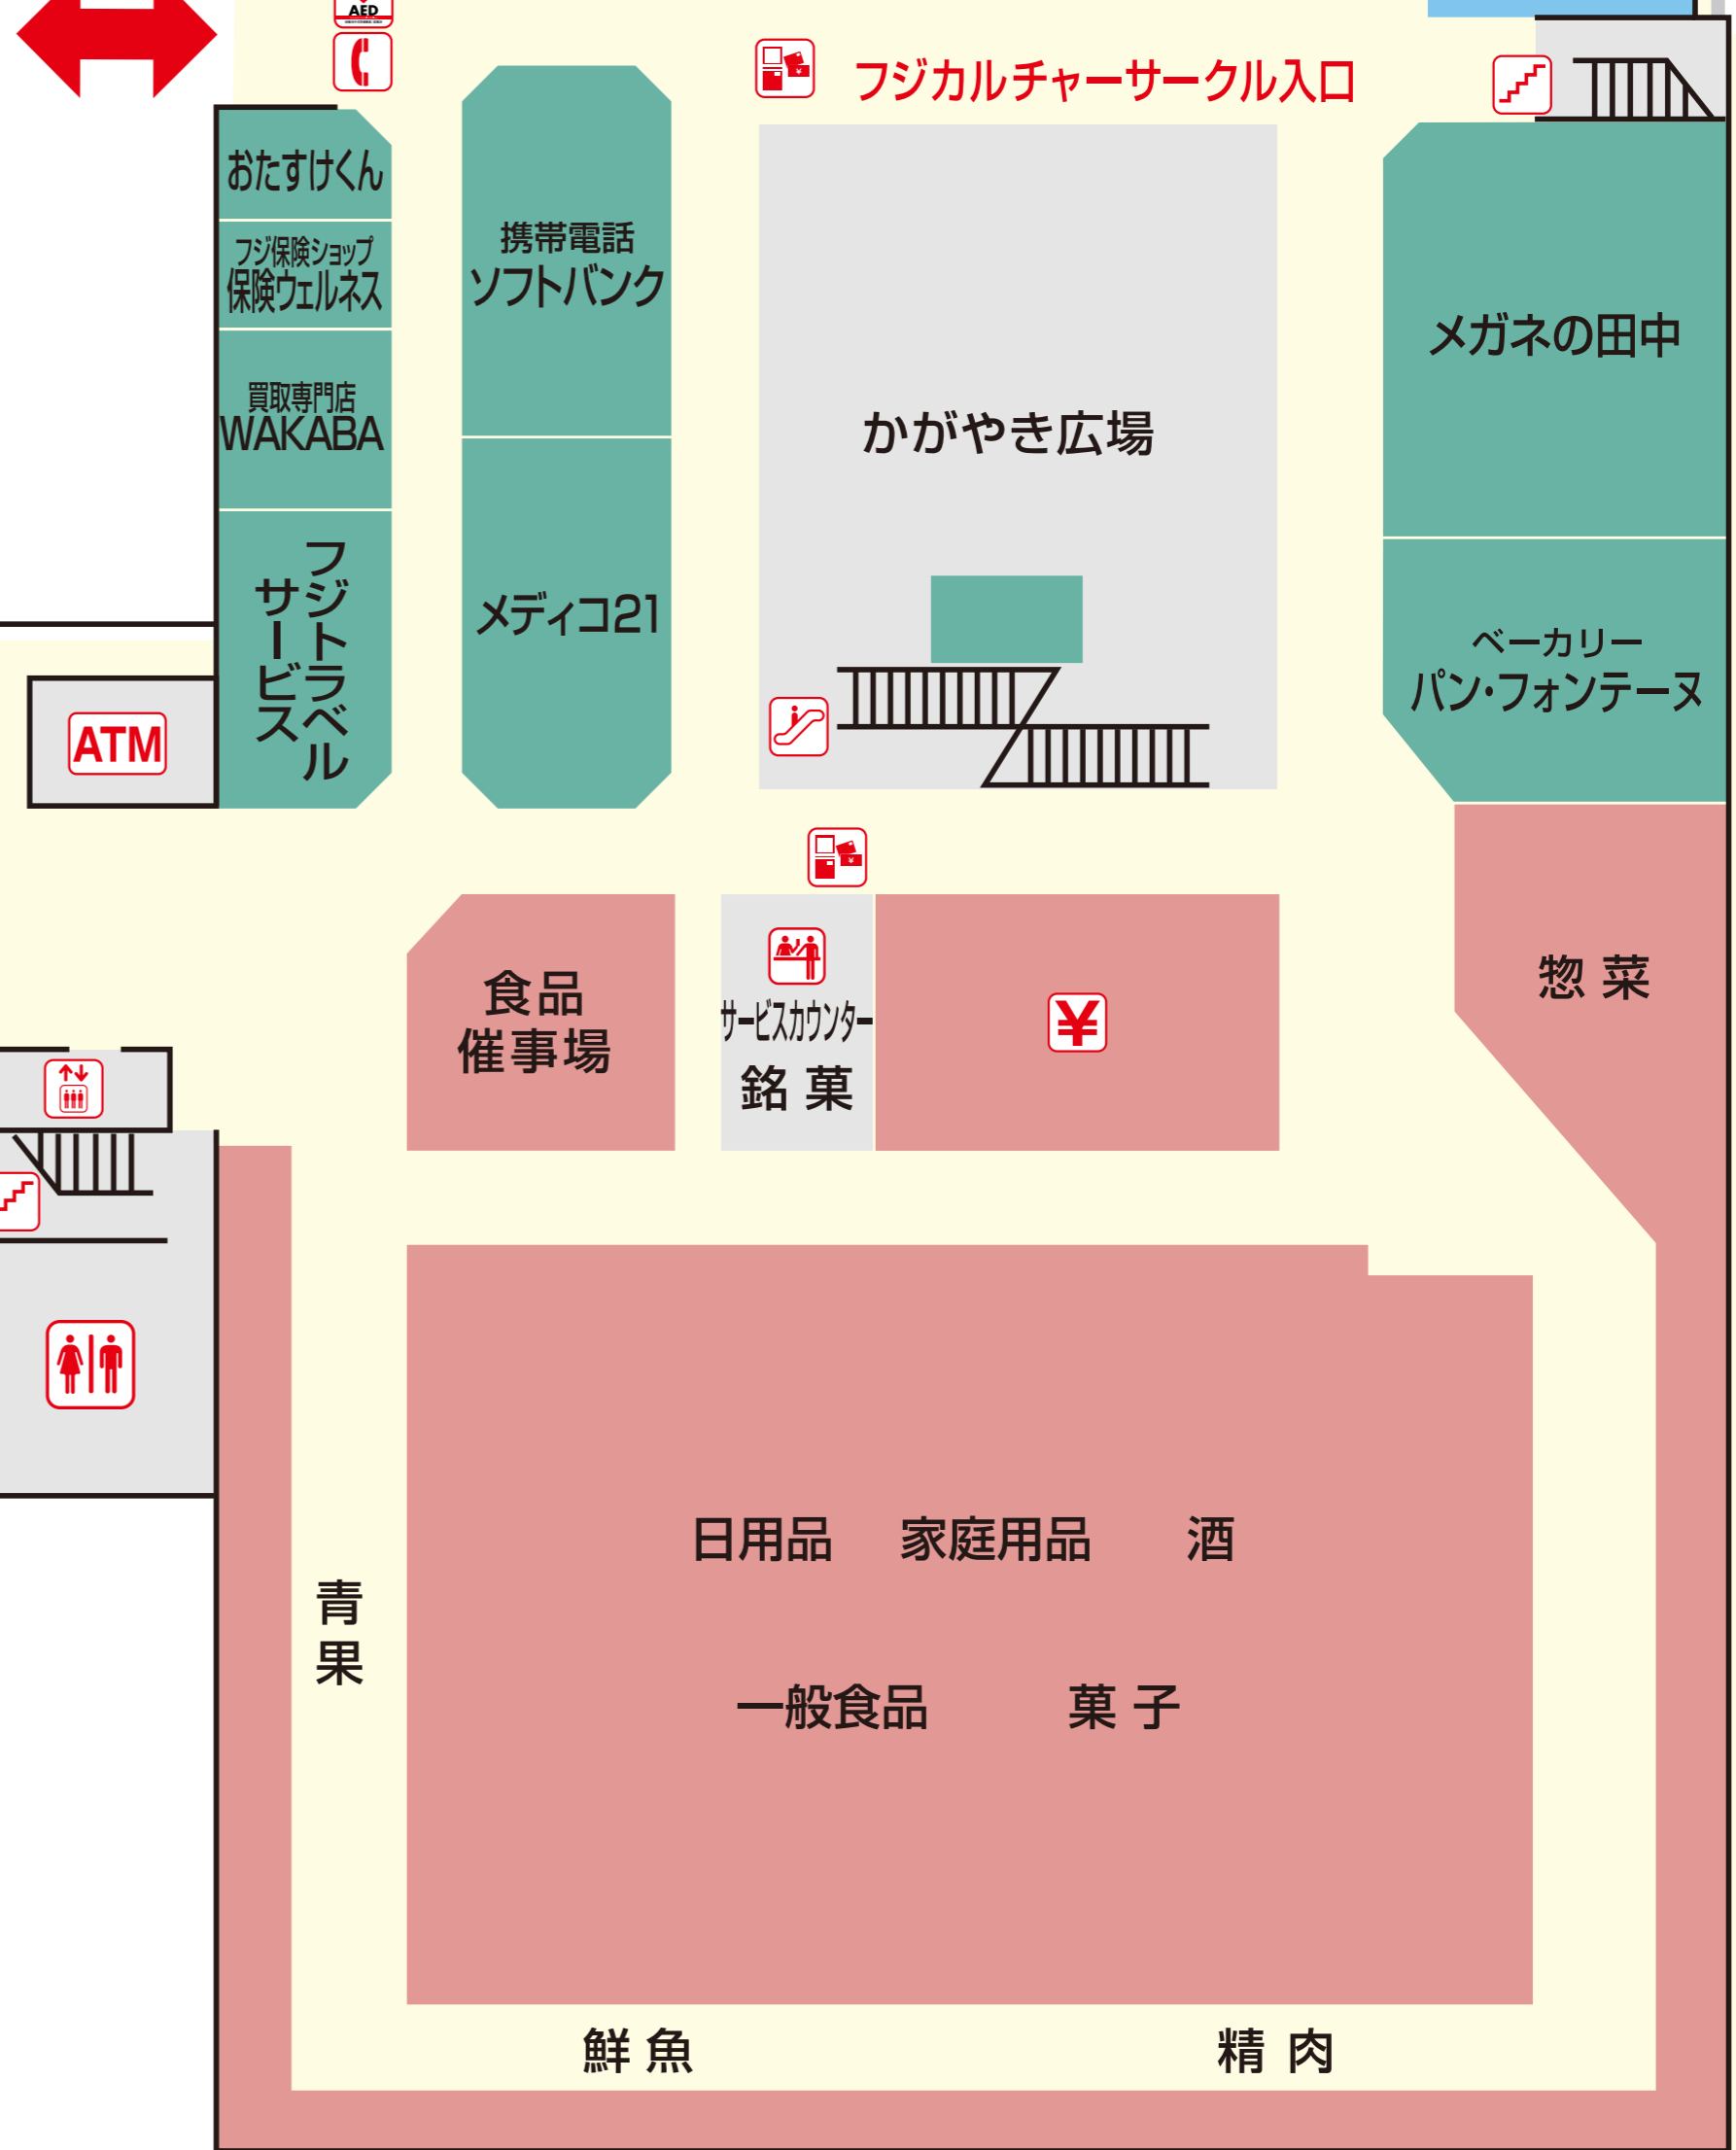 AED
フジカルチャーサークル入口
おたすけくん
フジ保険ショップ
保険ウェルネス
買取専門店
WAKABA
フジトラベル
サービス
ATM
携帯電話
ソフトバンク
メディコ21
かがやき広場
メガネの田中
ベーカリー
パン・フォンテーヌ
食品
催事場
サービスカウンター
銘菓
¥
惣菜
青果
日用品 家庭用品 酒
一般食品 菓子
鮮魚 精肉